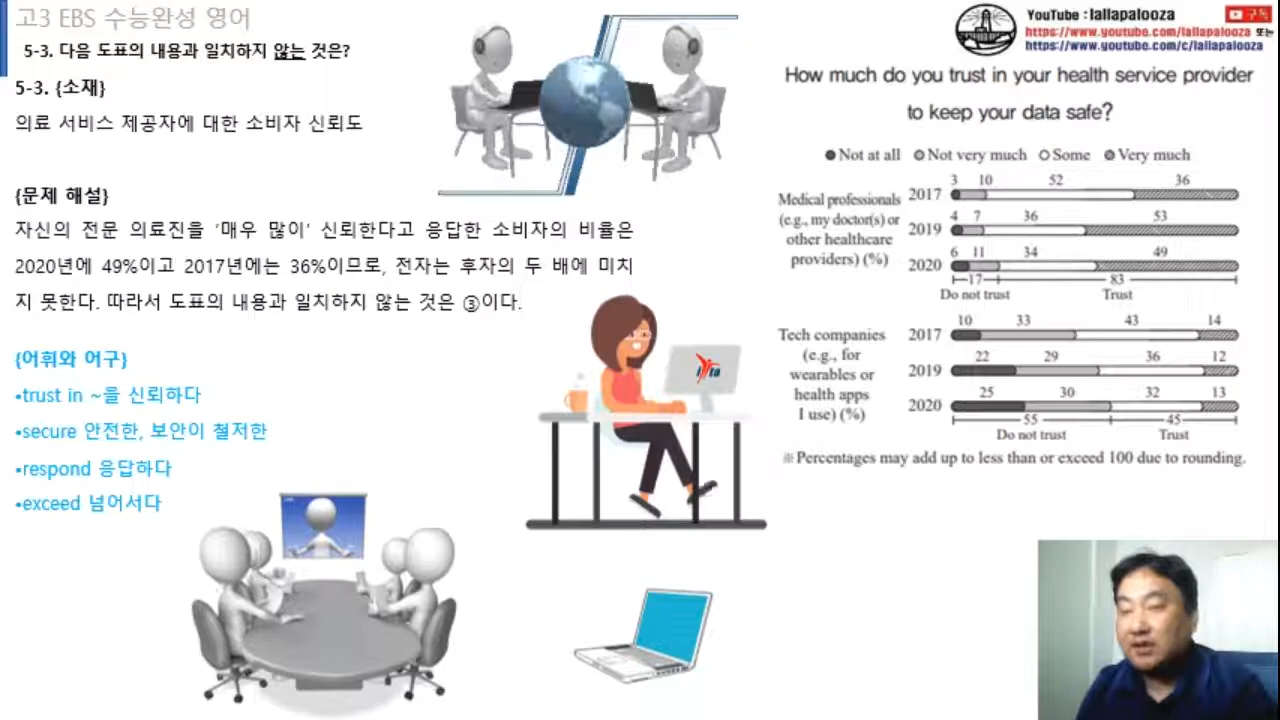 고3 EBS 수능완성 영어
5-3. 다음 도표의 내용과 일치하지 않는 것은?
5-3. {소재}
의료 서비스 제공자에 대한 소비자 신뢰도
{문제 해설}
자신의 전문 의료진을 ‘매우 많이’ 신뢰한다고 응답한 소비자의 비율은
2020년에 49%이고 2017년에는 36%이므로, 전자는 후자의 두 배에 미치
지 못한다. 따라서 도표의 내용과 일치하지 않는 것은 ③이다.
{어휘와 어구}
•trust in ~을 신뢰하다
•secure 안전한, 보안이 철저한
•respond 응답하다
•exceed 넘어서다
YouTube : lallapalooza
구독
https://www.youtube.com/lallapalooza 또는
https://www.youtube.com/c/lallapalooza
How much do you trust in your health service provider
to keep your data safe?
Not at all Not very much Some Very much
Medical professionals
(e.g., my doctor(s) or
other healthcare
providers) (%)
3 10 52 36
2017
4 7 36 53
2019
6 11 34 49
2020
17 83
Do not trust Trust
Tech companies
(e.g., for
wearables or
health apps
I use) (%)
10 33 43 14
2017
22 29 36 12
2019
25 30 32 13
2020
55 45
Do not trust Trust
※Percentages may add up to less than or exceed 100 due to rounding.